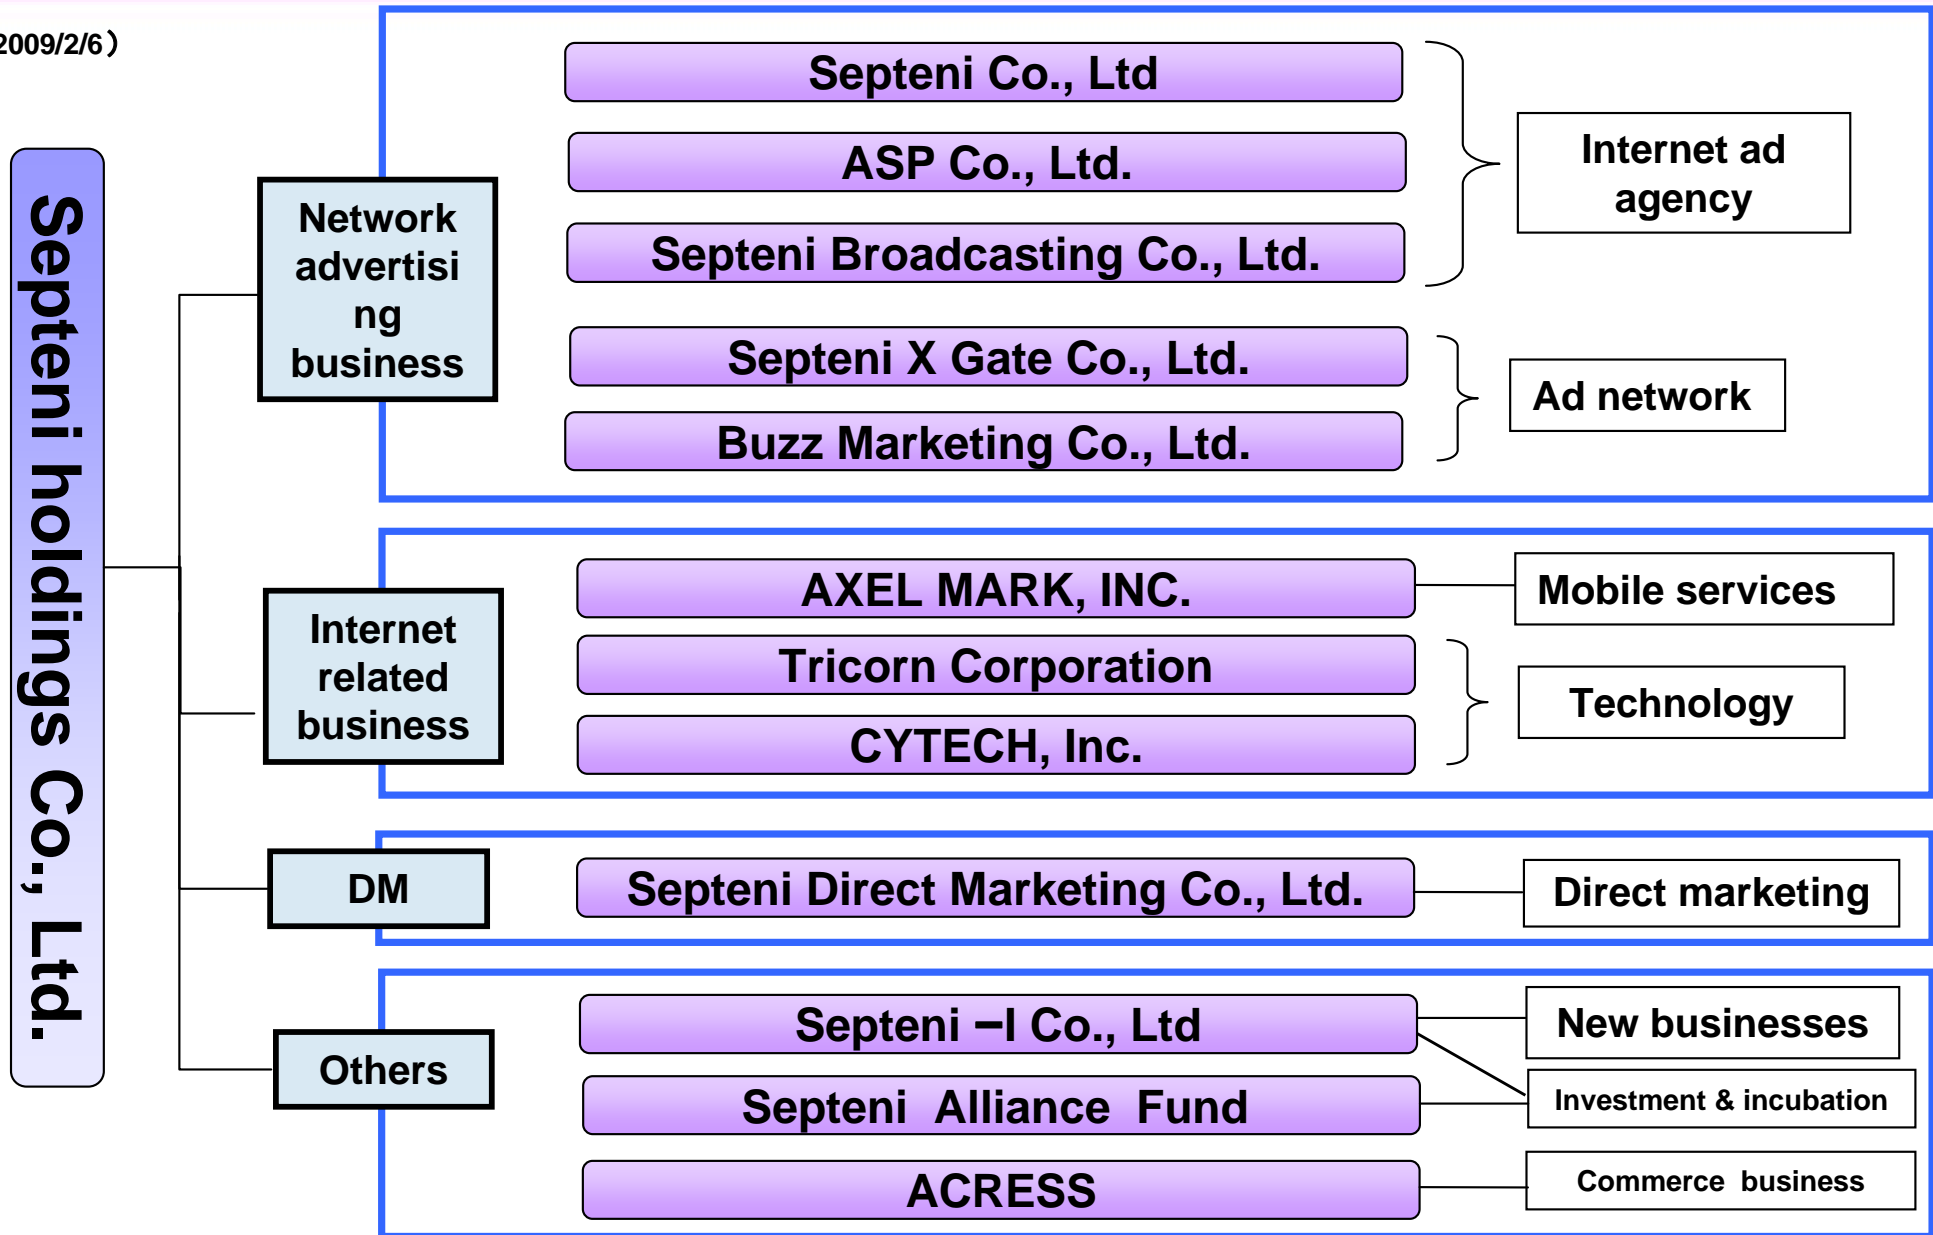 2009/2/6）
Septeni holdings Co., Ltd.
Network
advertisi
ng
business
Septeni Co., Ltd
ASP Co., Ltd.
Septeni Broadcasting Co., Ltd.
Internet ad
agency
Septeni X Gate Co., Ltd.
Buzz Marketing Co., Ltd.
Ad network
Internet
related
business
AXEL MARK, INC.
Mobile services
Tricorn Corporation
CYTECH, Inc.
Technology
DM
Septeni Direct Marketing Co., Ltd.
Direct marketing
Others
Septeni －I Co., Ltd
New businesses
Septeni Alliance Fund
Investment & incubation
ACRESS
Commerce business